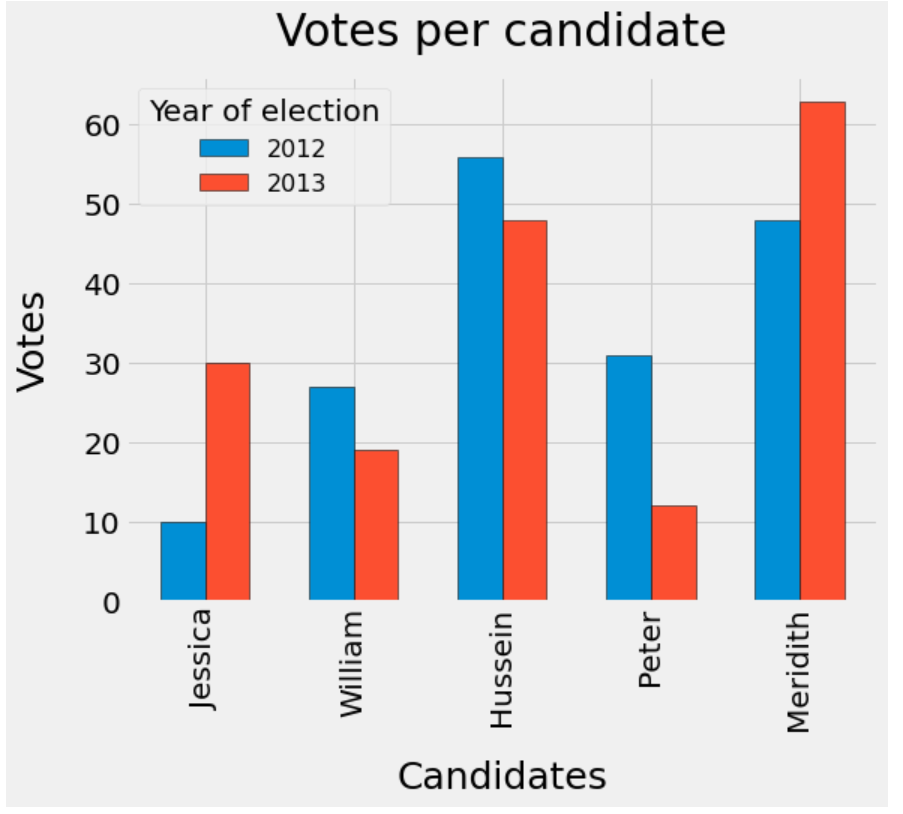 Votes per candidate
Year of election
2012
2013
Votes
60
50
40
30
20
10
0
Jessica
William
Hussein
Peter
Meridith
Candidates